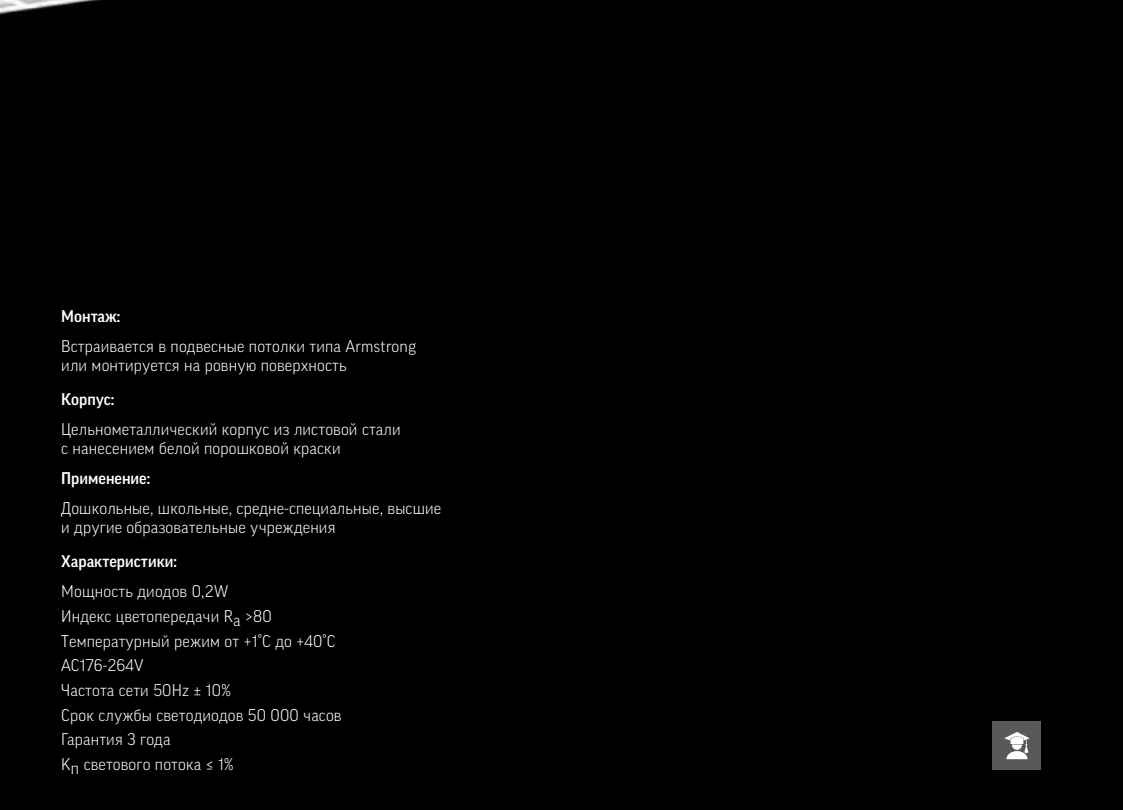 Монтаж:
Встраивается в подвесные потолки типа Armstrong
или монтируется на ровную поверхность
Корпус:
Цельнометаллический корпус из листовой стали
с нанесением белой порошковой краски
Применение:
Дошкольные, школьные, средне-специальные, высшие
и другие образовательные учреждения
Характеристики:
Мощность диодов 0,2W
Индекс цветопередачи Ra >80
Температурный режим от +1°C до +40°C
AC176-264V
Частота сети 50Hz ± 10%
Срок службы светодиодов 50 000 часов
Гарантия 3 года
Кп светового потока ≤ 1%